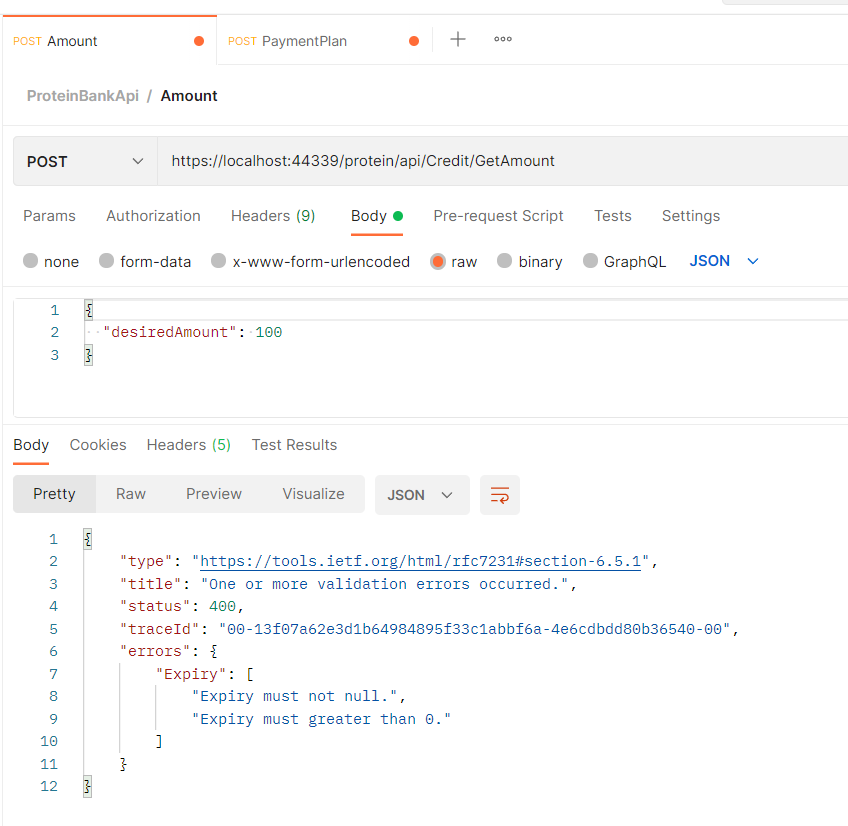 POST Amount POST PaymentPlan
ProteinBankApi / Amount
POST https://localhost:44339/protein/api/Credit/GetAmount
Params Authorization Headers (9) Body Pre-request Script Tests Settings
none form-data x-www-form-urlencoded raw binary GraphQL JSON
1 {
2 "desiredAmount": 100
3 }
Body Cookies Headers (5) Test Results
Pretty Raw Preview Visualize JSON
1 {
2 "type": "https://tools.ietf.org/html/rfc7231#section-6.5.1",
3 "title": "One or more validation errors occurred.",
4 "status": 400,
5 "traceId": "00-13f07a62e3d1b64984895f33c1abbf6a-4e6cdbdd80b36540-00",
6 "errors": {
7 "Expiry": [
8 "Expiry must not null.",
9 "Expiry must greater than 0."
10 ]
11 }
12 }